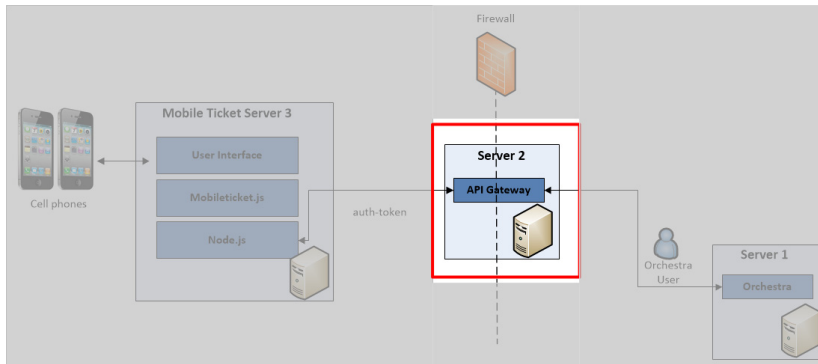 Firewall
Mobile Ticket Server 3
User Interface
Mobileticket.js
Node.js
Cell phones
auth-token
Server 2
API Gateway
Orchestra
User
Server 1
Orchestra